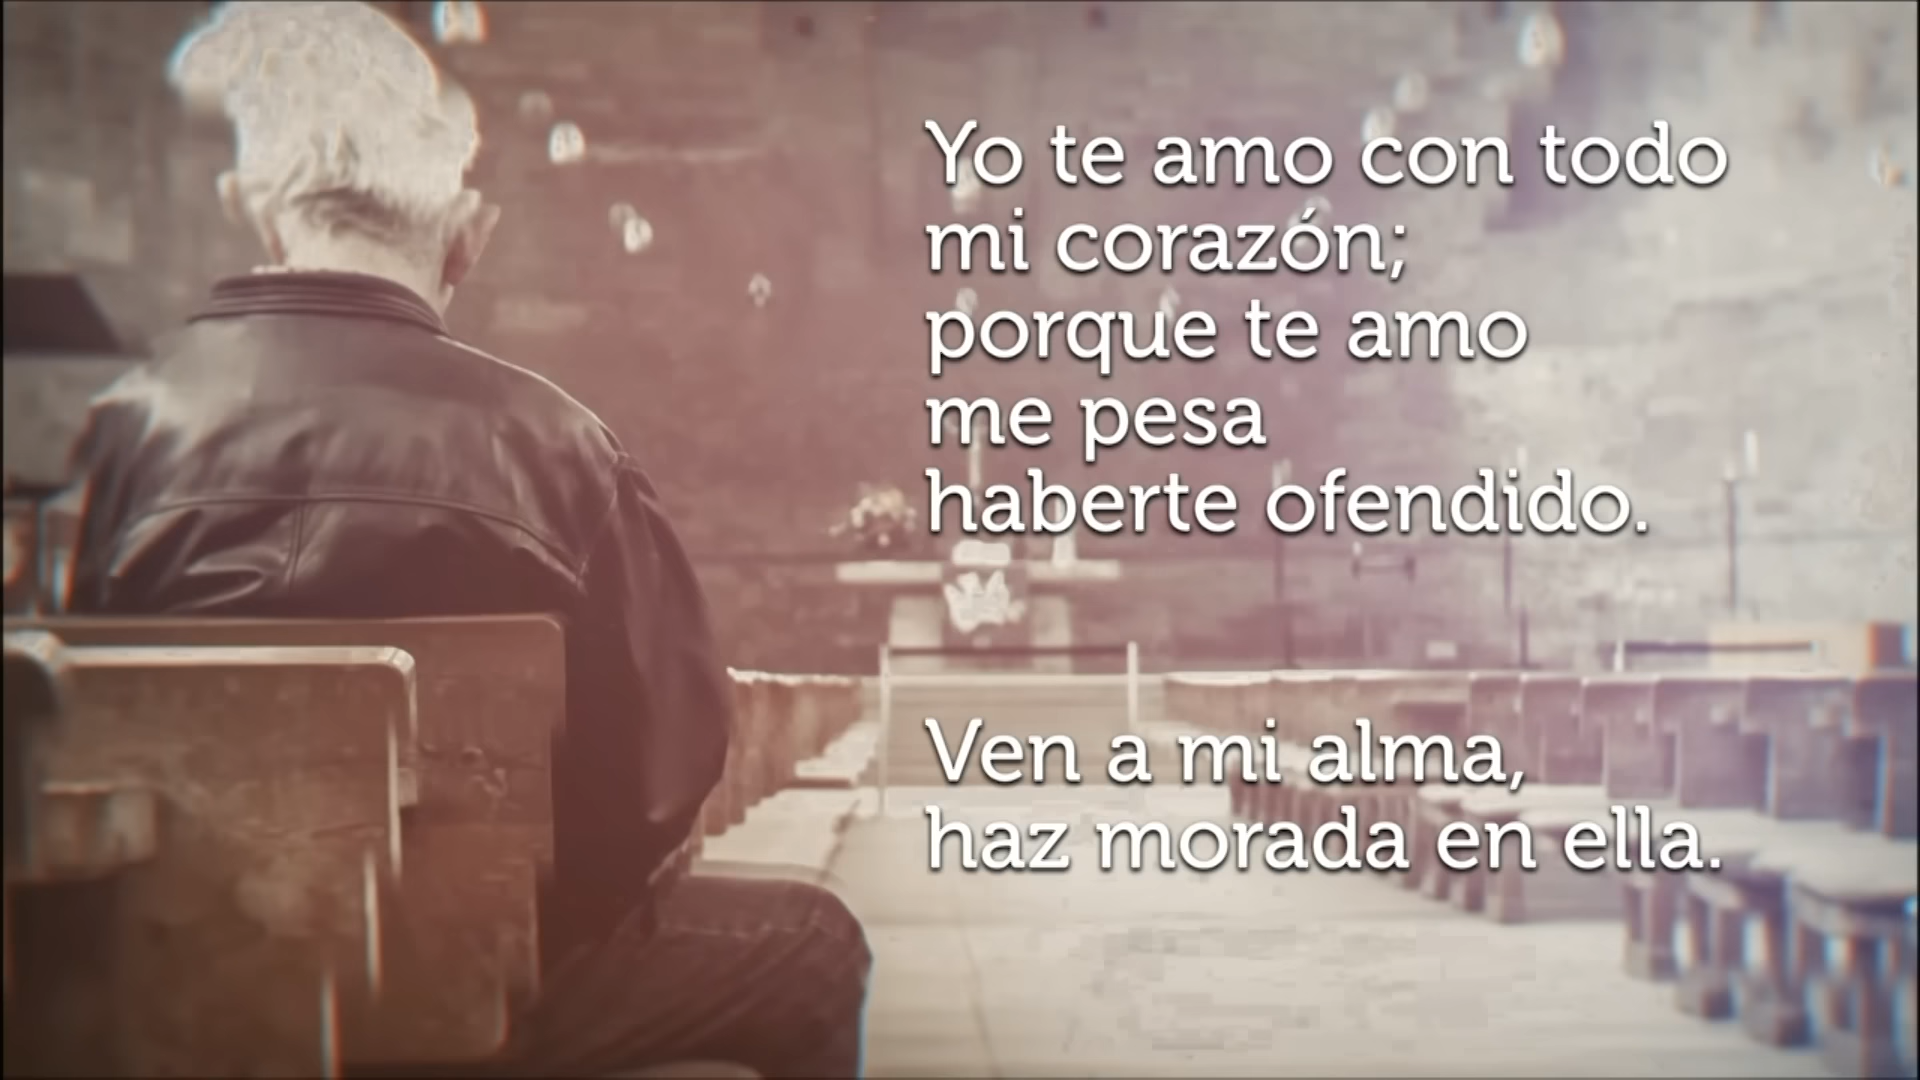 Yo te amo con todo
mi corazón;
porque te amo
me pesa
haberte ofendido.
Ven a mi alma,
haz morada en ella.